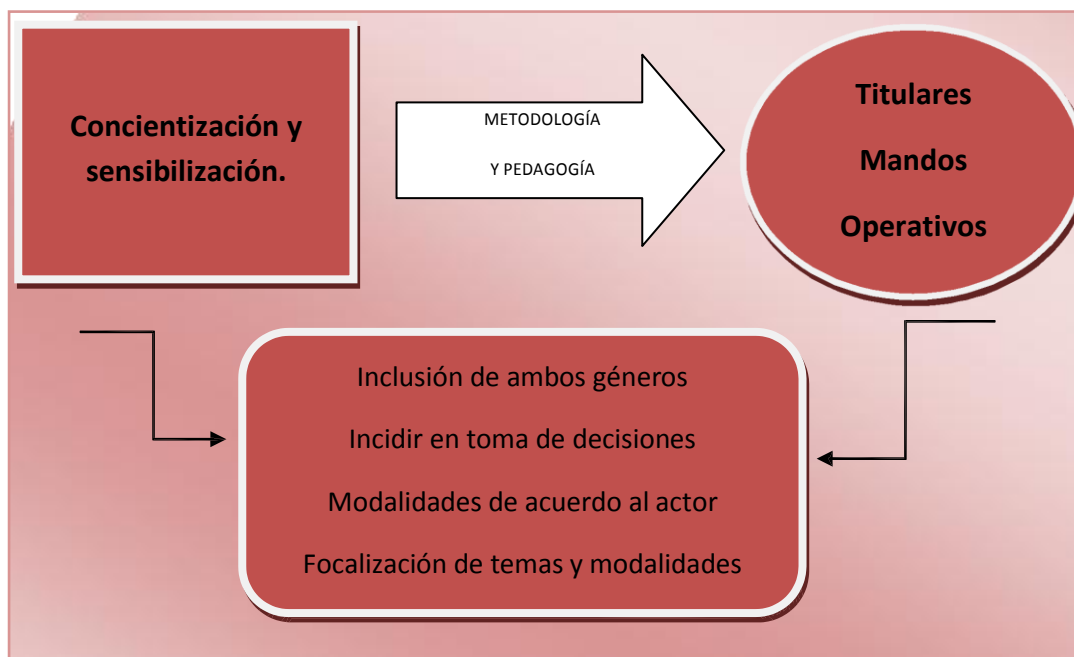 Concientización y
sensibilización.
METODOLOGÍA
Y PEDAGOGÍA
Titulares
Mandos
Operativos
Inclusión de ambos géneros
Incidir en toma de decisiones
Modalidades de acuerdo al actor
Focalización de temas y modalidades